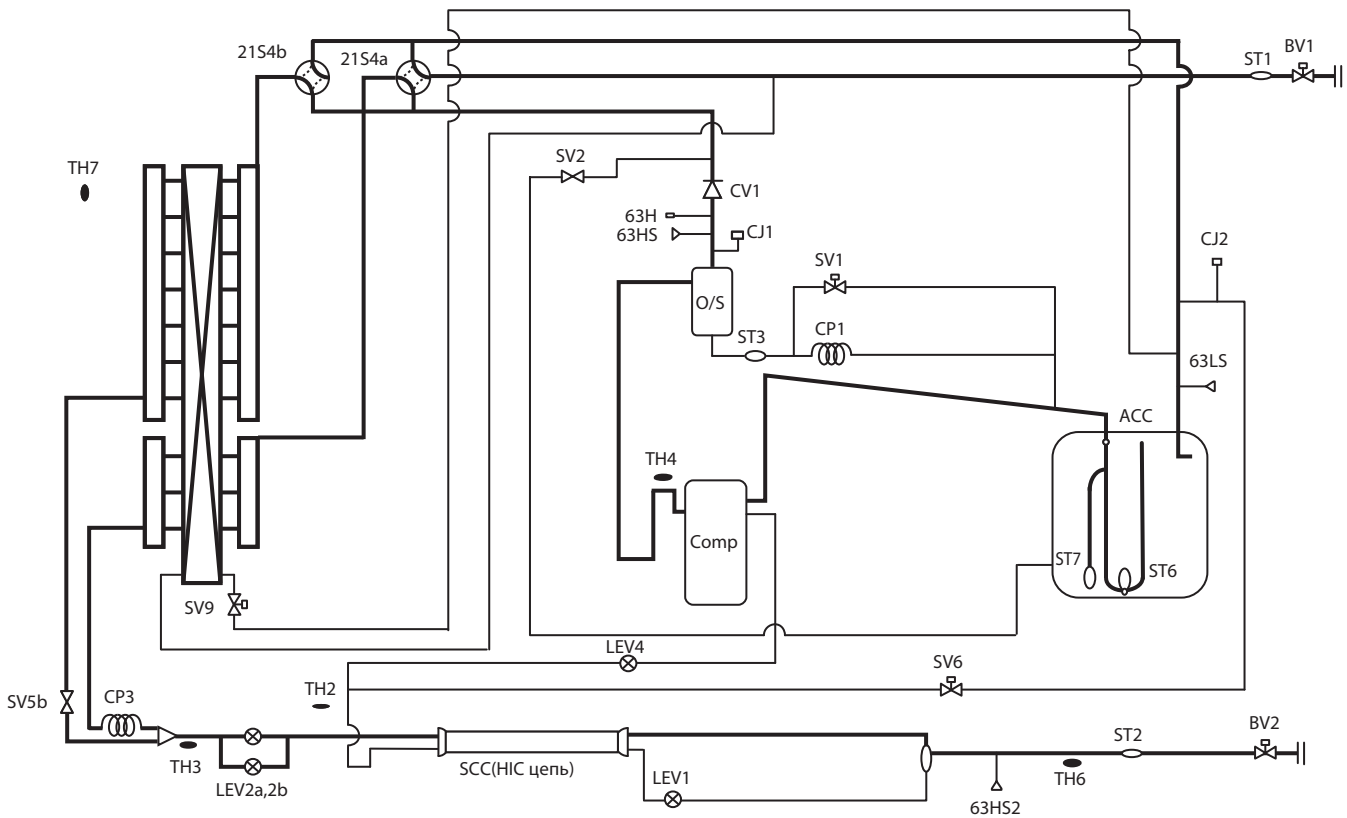 21S4b
21S4a
ST1
BV1
TH7
SV2
CV1
63H
63HS
CJ1
CJ2
SV1
O/S
ST3
CP1
63LS
ACC
TH4
Comp
ST7
ST6
SV9
LEV4
SV6
TH2
SV5b
CP3
BV2
ST2
TH3
SCC(HIC цепь)
LEV1
TH6
LEV2a,2b
63HS2